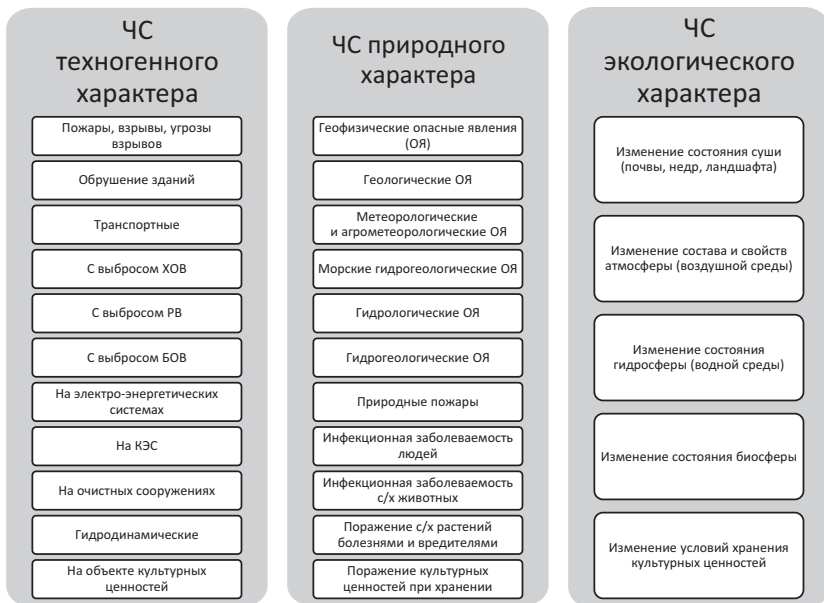 ЧС
техногенного
характера
Пожары, взрывы, угрозы
взрывов
Обрушение зданий
Транспортные
С выбросом ХОВ
С выбросом РВ
С выбросом БОВ
На электро-энергетических
системах
На КЭС
На очистных сооружениях
Гидродинамические
На объекте культурных
ценностей
ЧС природного
характера
Геофизические опасные явления
(ОЯ)
Геологические ОЯ
Метеорологические
и агрометеорологические ОЯ
Морские гидрогеологические ОЯ
Гидрологические ОЯ
Гидрогеологические ОЯ
Природные пожары
Инфекционная заболеваемость
людей
Инфекционная заболеваемость
с/х животных
Поражение с/х растений
болезнями и вредителями
Поражение культурных
ценностей при хранении
ЧС
экологического
характера
Изменение состояния суши
(почвы, недр, ландшафта)
Изменение состава и свойств
атмосферы (воздушной среды)
Изменение состояния
гидросферы (водной среды)
Изменение состояния биосферы
Изменение условий хранения
культурных ценностей